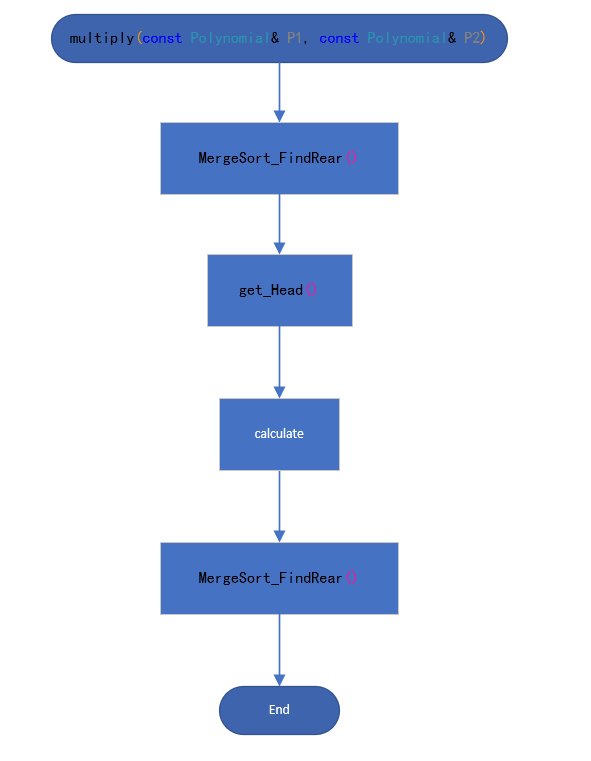 multiply(const Polynomial& P1, const Polynomial& P2)
MergeSort_FindRear()
get_Head()
calculate
MergeSort_FindRear()
End